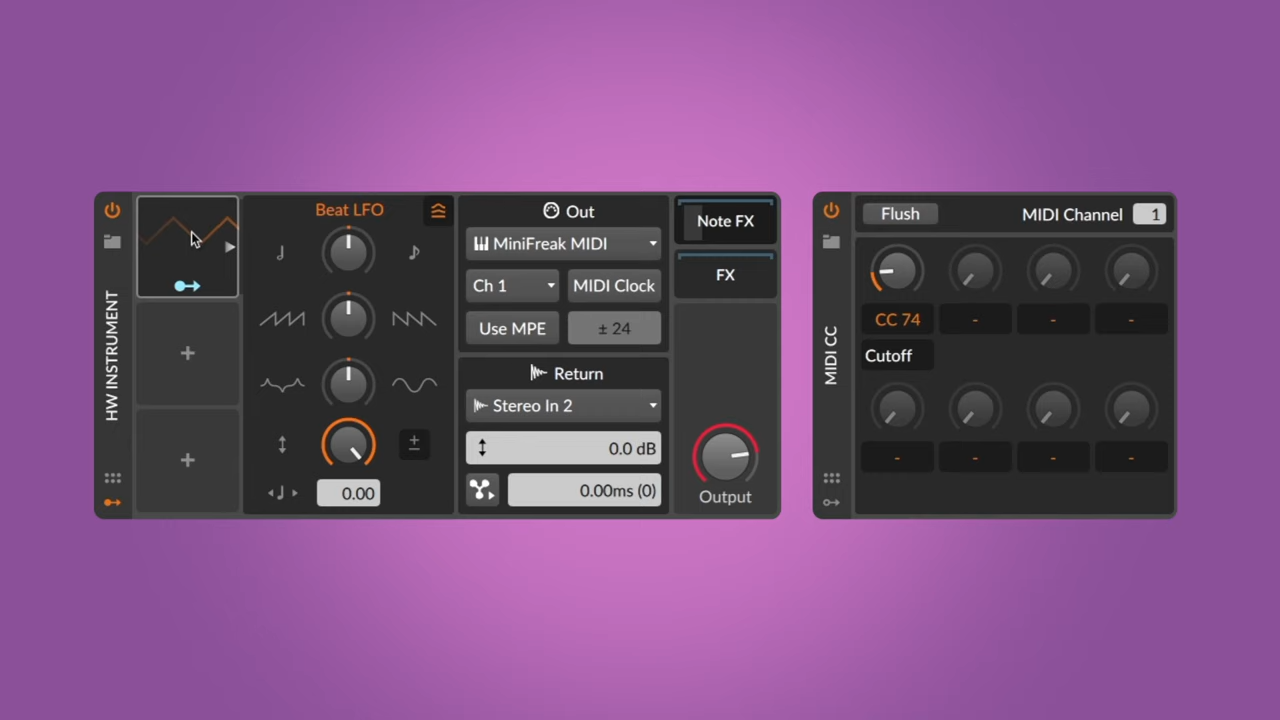 HW INSTRUMENT
Beat LFO
0.00
Out
MiniFreak MIDI
Ch 1
MIDI Clock
Use MPE
± 24
Return
Stereo In 2
0.0 dB
0.00ms (0)
Note FX
FX
Output
MIDI CC
Flush
MIDI Channel
1
CC 74
-
-
-
Cutoff
-
-
-
-